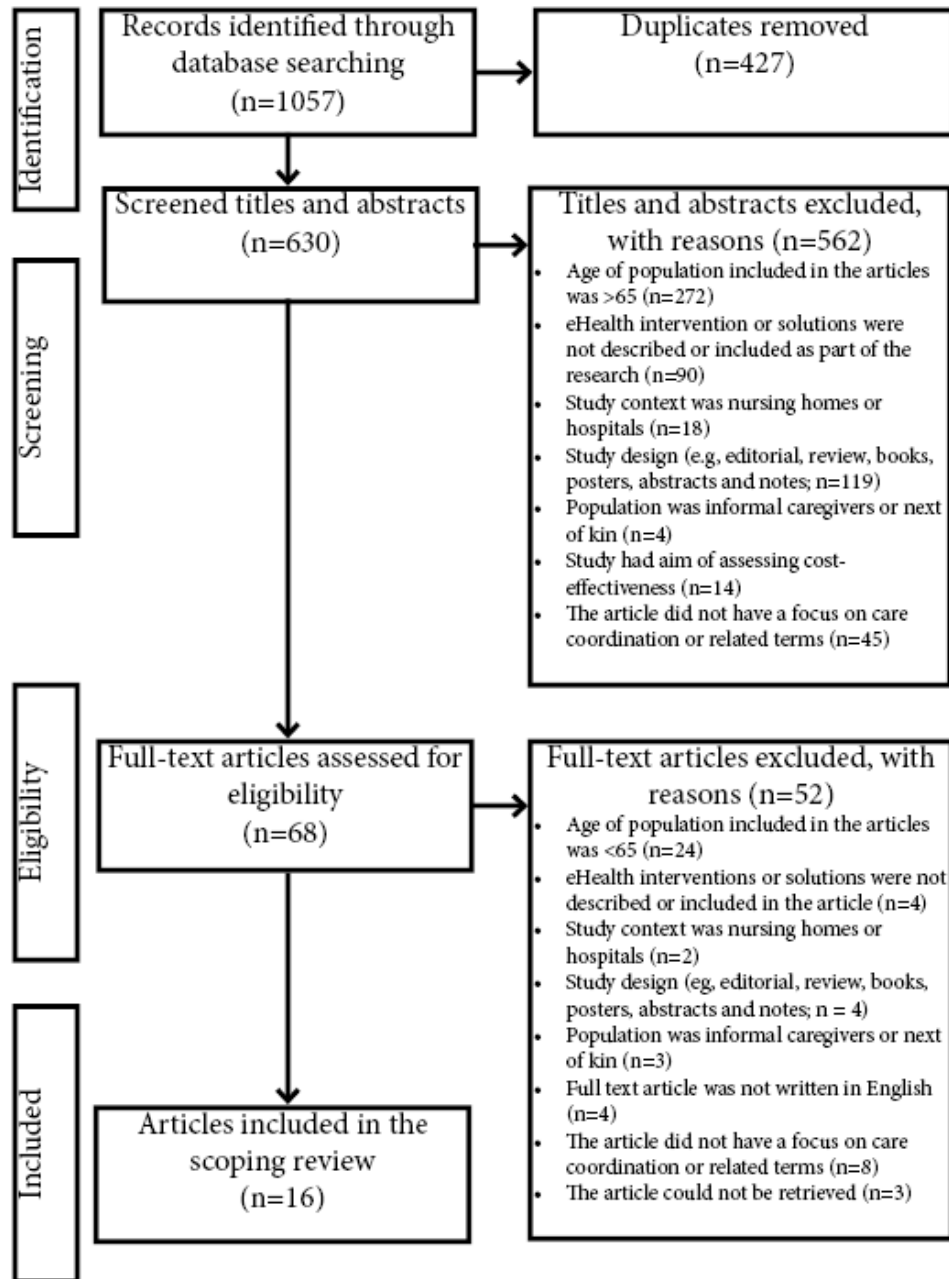 Identification
Records identified through
database searching
(n=1057)
Duplicates removed
(n=427)
Screening
Screened titles and abstracts
(n=630)
Titles and abstracts excluded,
with reasons (n=562)
• Age of population included in the articles
was >65 (n=272)
• eHealth intervention or solutions were
not described or included as part of the
research (n=90)
• Study context was nursing homes or
hospitals (n=18)
• Study design (e.g, editorial, review, books,
posters, abstracts and notes; n=119)
• Population was informal caregivers or next
of kin (n=4)
• Study had aim of assessing cost-
effectiveness (n=14)
• The article did not have a focus on care
coordination or related terms (n=45)
Eligibility
Full-text articles assessed for
eligibility
(n=68)
Full-text articles excluded, with
reasons (n=52)
• Age of population included in the articles
was <65 (n=24)
• eHealth interventions or solutions were not
described or included in the article (n=4)
• Study context was nursing homes or
hospitals (n=2)
• Study design (eg, editorial, review, books,
posters, abstracts and notes; n = 4)
• Population was informal caregivers or next
of kin (n=3)
• Full text article was not written in English
(n=4)
• The article did not have a focus on care
coordination or related terms (n=8)
• The article could not be retrieved (n=3)
Included
Articles included in the
scoping review
(n=16)